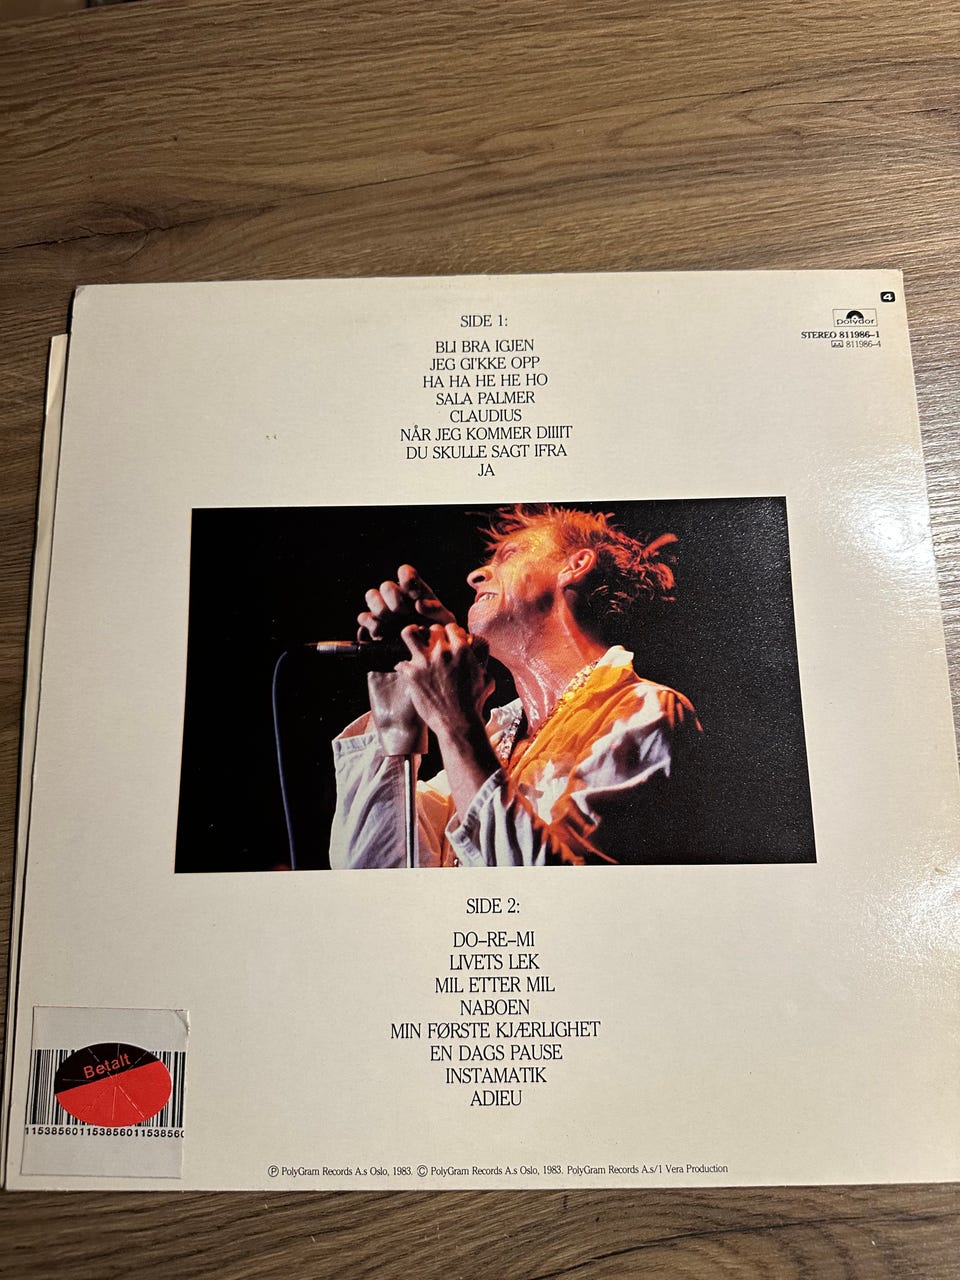 4
polydor
STEREO 811986-1
811986-4
SIDE 1:
BLI BRA IGJEN
JEG GI'KKE OPP
HA HA HE HE HO
SALA PALMER
CLAUDIUS
NÅR JEG KOMMER DIIIIT
DU SKULLE SAGT IFRA
JA
SIDE 2:
DO-RE-MI
LIVETS LEK
MIL ETTER MIL
NABOEN
MIN FØRSTE KJÆRLIGHET
EN DAGS PAUSE
INSTAMATIK
ADIEU
Betalt
115385601153856011538560
Ⓟ PolyGram Records A.s Oslo, 1983. © PolyGram Records A.s Oslo, 1983. PolyGram Records A.s/1 Vera Production